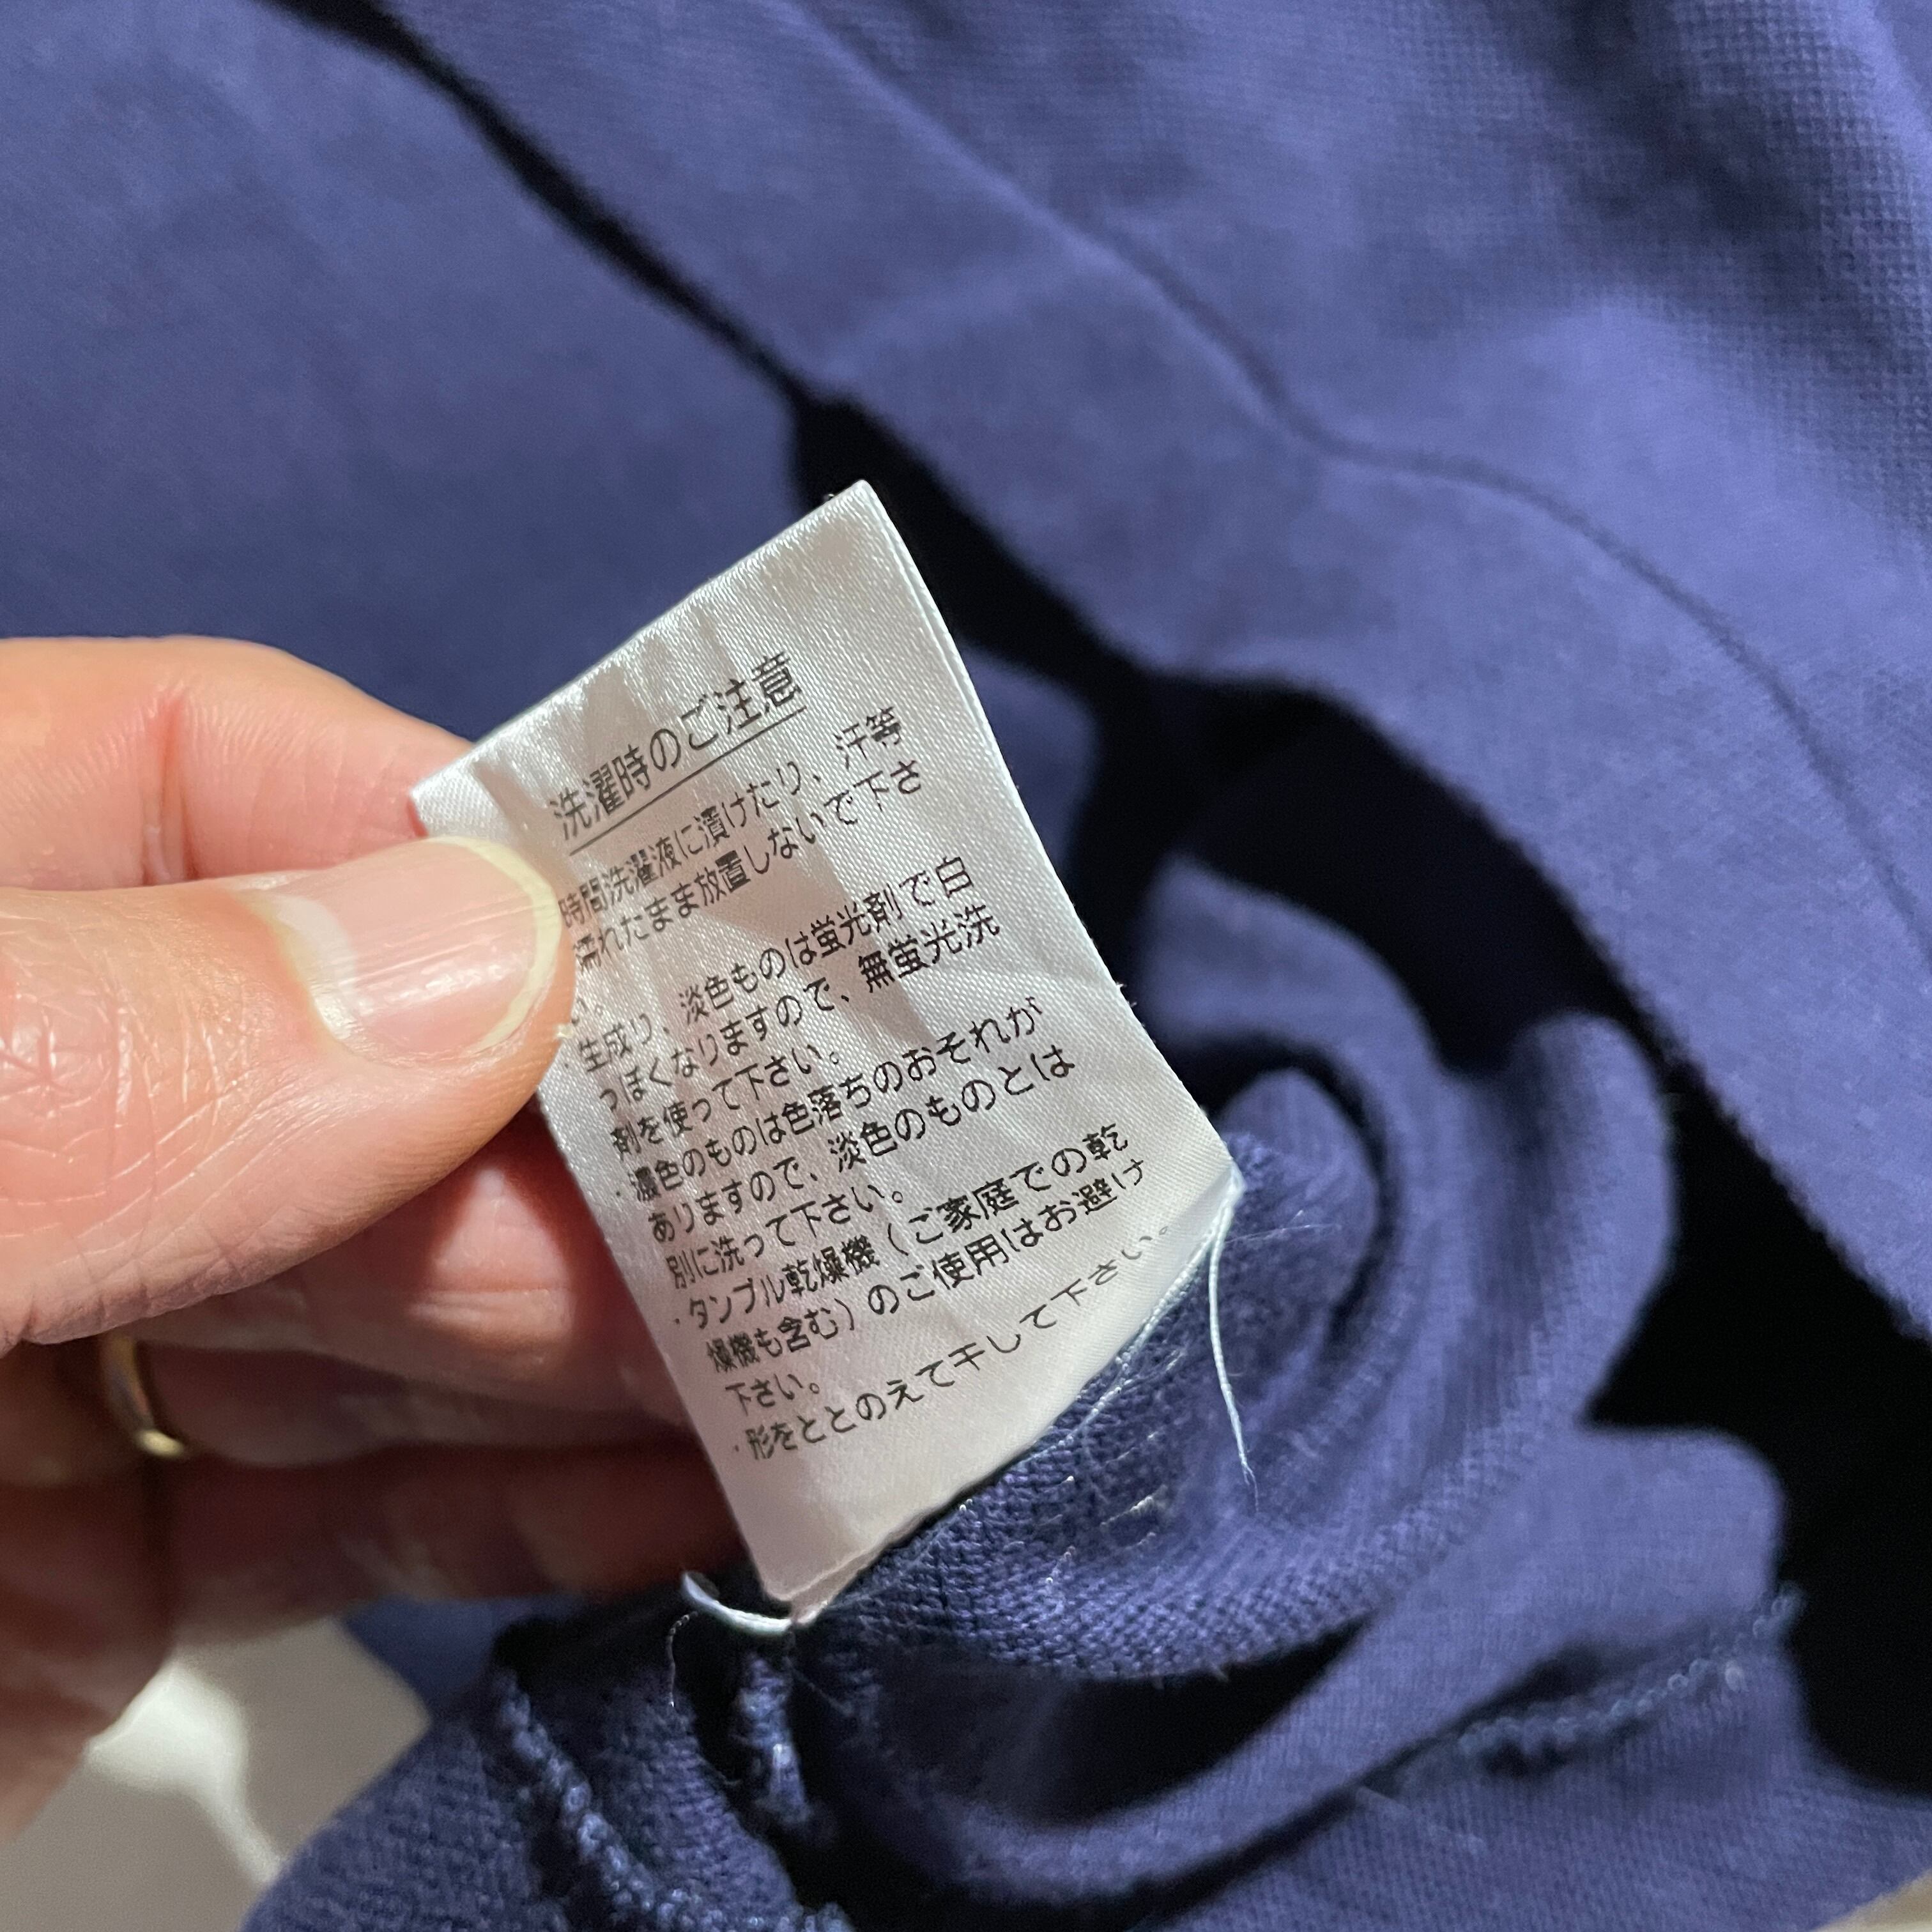 洗濯時のご注意
時間洗濯液に漬けたり、汗等
濡れたまま放置しないで下さ
い。
・生成り、淡色ものは蛍光剤で白
っぽくなりますので、無蛍光洗
剤を使って下さい。
・濃色のものは色落ちのおそれが
ありますので、淡色のものとは
別に洗って下さい。
・タンブル乾燥機（ご家庭での乾
燥機も含む）のご使用はお避け
下さい。
・形をととのえて干して下さい。